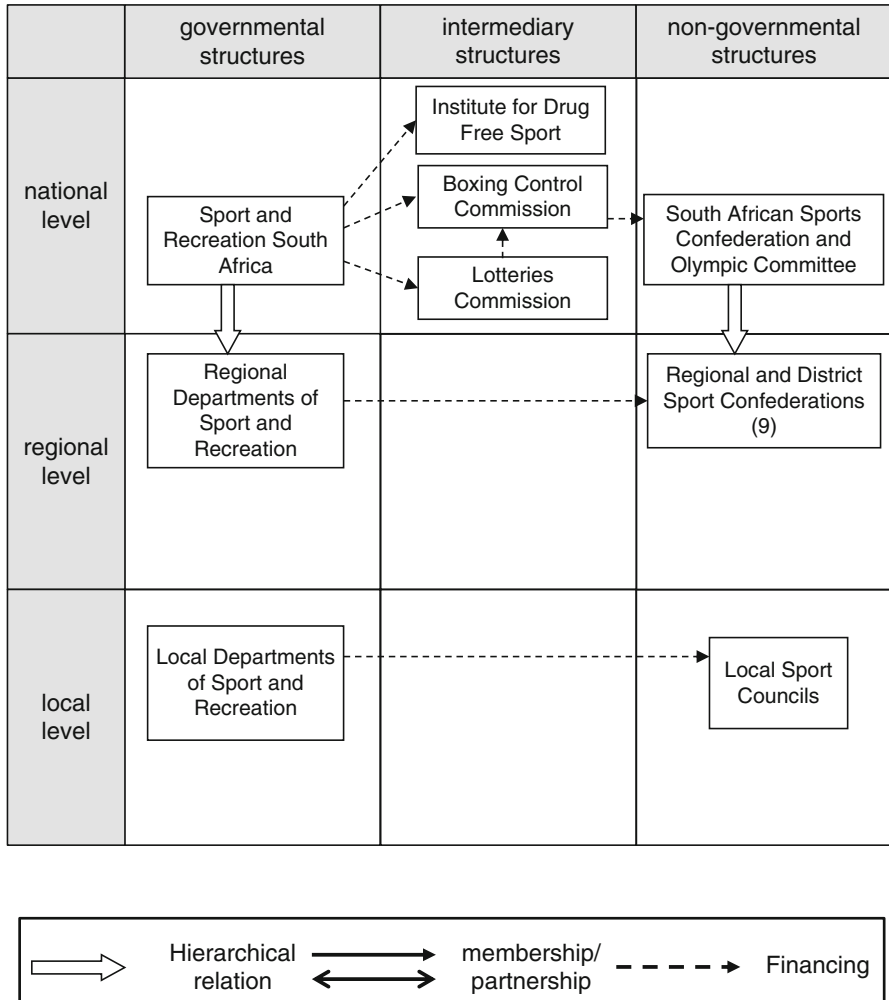 governmental
structures
intermediary
structures
non-governmental
structures
national
level
Institute for Drug
Free Sport
Sport and
Recreation South
Africa
Boxing Control
Commission
Lotteries
Commission
South African Sports
Confederation and
Olympic Committee
regional
level
Regional
Departments of
Sport and
Recreation
Regional and District
Sport Confederations
(9)
local
level
Local Departments
of Sport and
Recreation
Local Sport
Councils
Hierarchical
relation
membership/
partnership
Financing